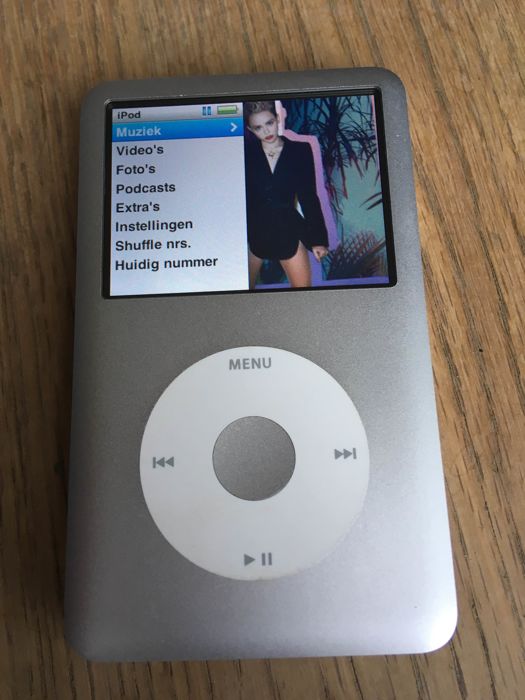 iPod
Muziek
Video's
Foto's
Podcasts
Extra's
Instellingen
Shuffle nrs.
Huidig nummer
MENU